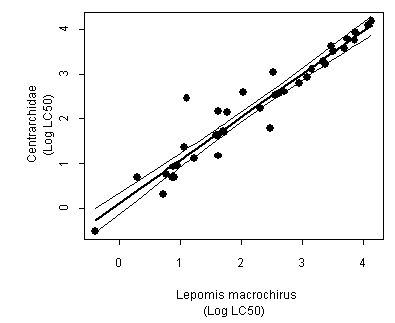 Centrarchidae
(Log LC50)
4
3
2
1
0
0 1 2 3 4
Lepomis macrochirus
(Log LC50)